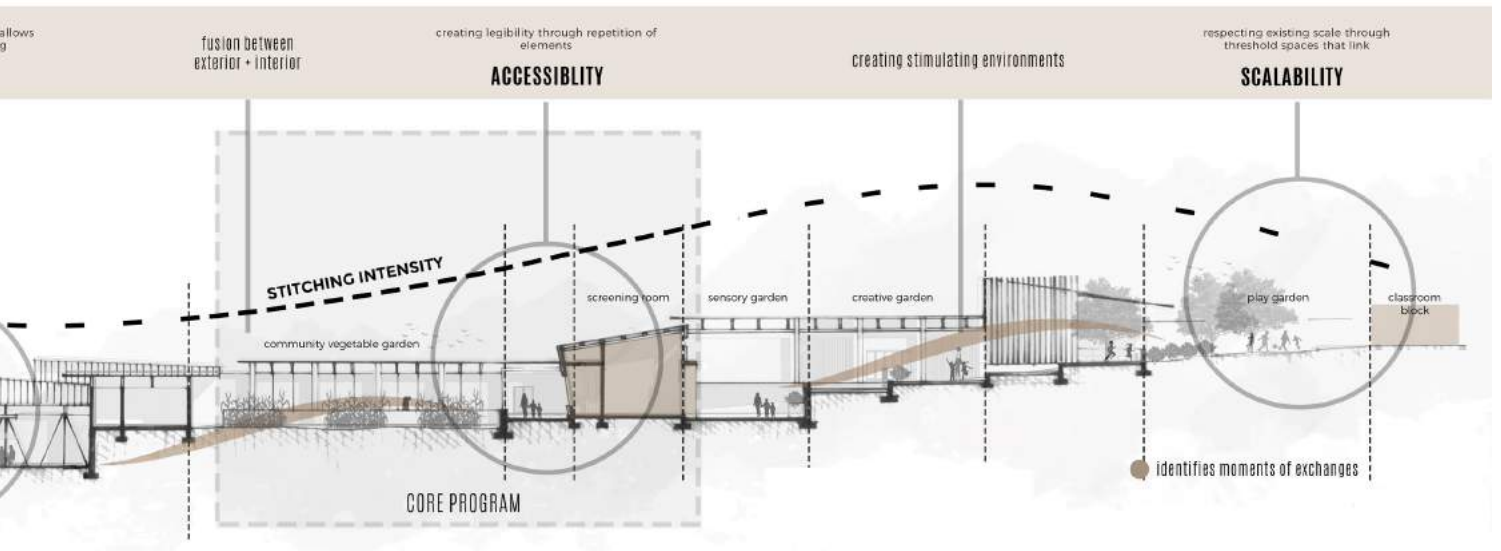 allows
g
fusion between
exterior + interior
creating legibility through repetition of
elements
ACCESSIBLITY
creating stimulating environments
respecting existing scale through
threshold spaces that link
SCALABILITY
STITCHING INTENSITY
community vegetable garden
screening room
sensory garden
creative garden
play garden
classroom
block
identifies moments of exchanges
CORE PROGRAM